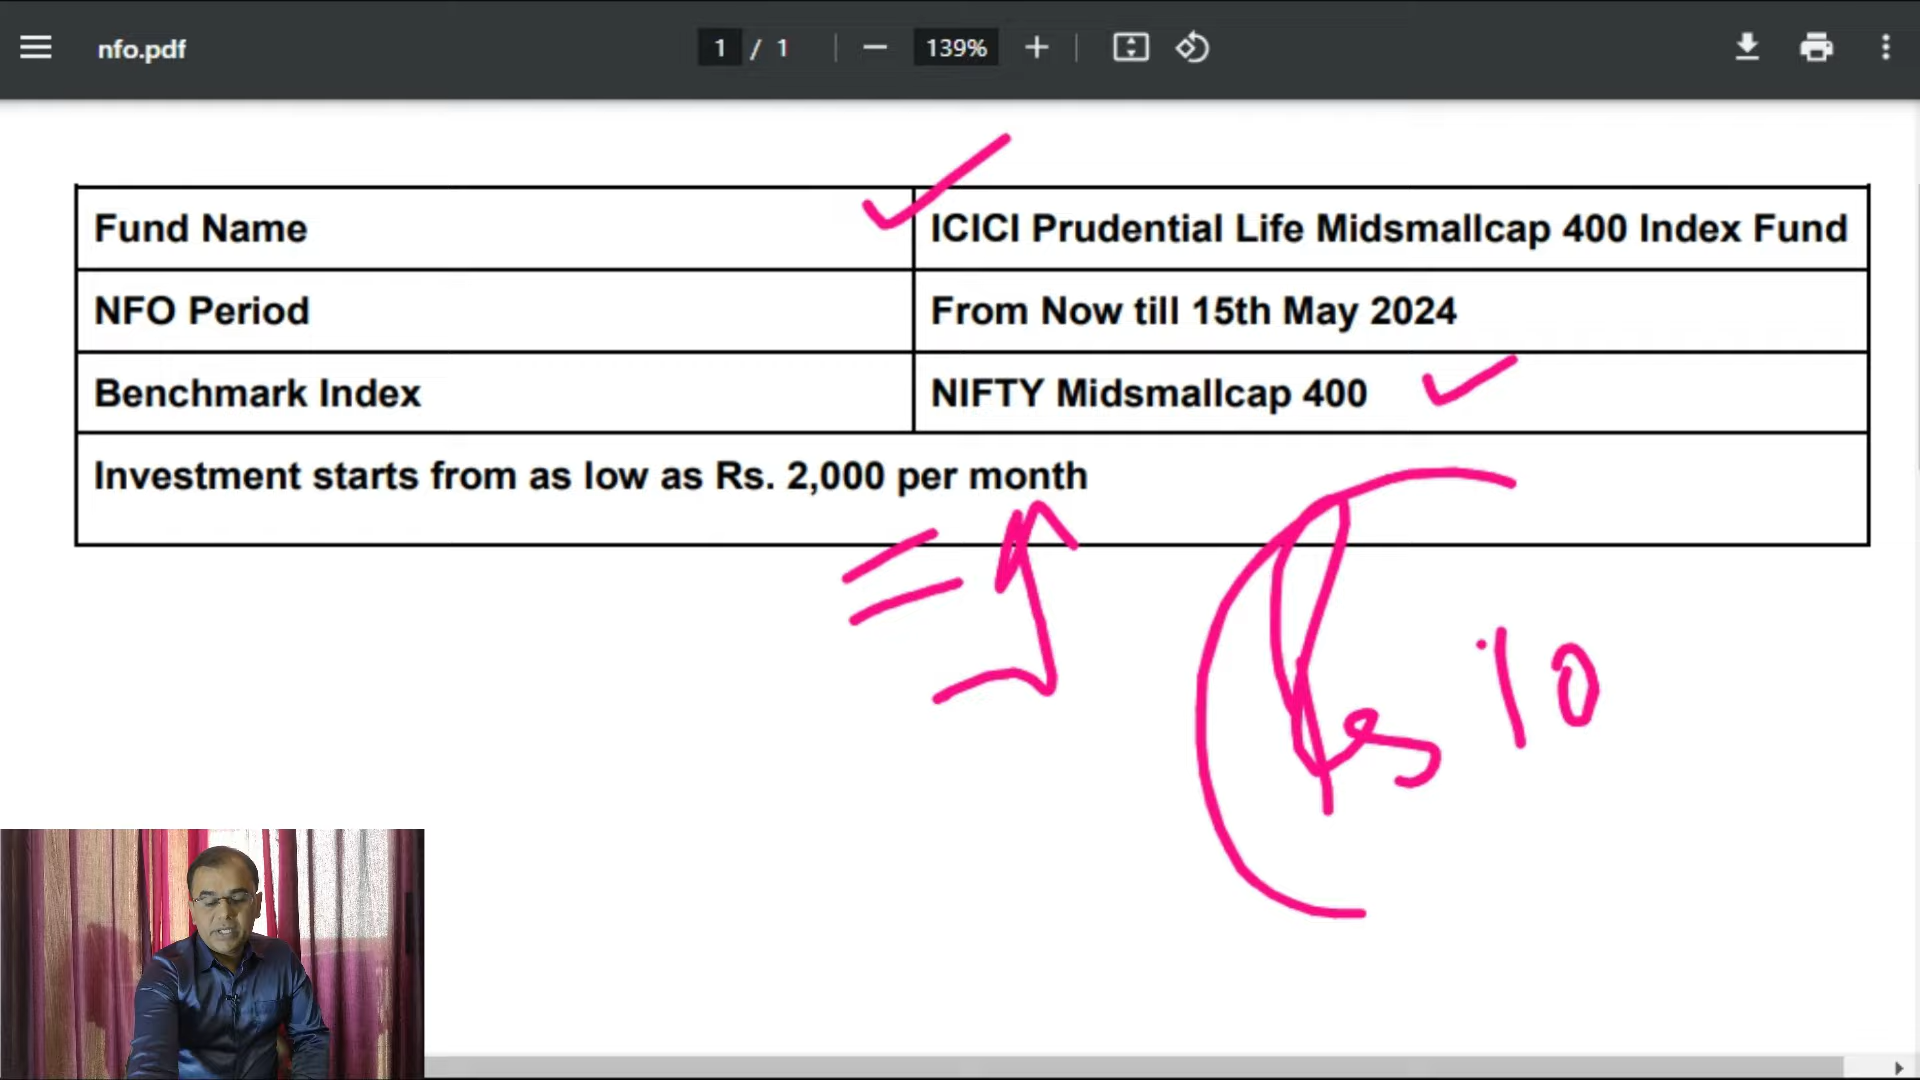 nfo.pdf
1 / 1
139%
Fund Name
ICICI Prudential Life Midsmallcap 400 Index Fund
NFO Period
From Now till 15th May 2024
Benchmark Index
NIFTY Midsmallcap 400
Investment starts from as low as Rs. 2,000 per month
Rs 10